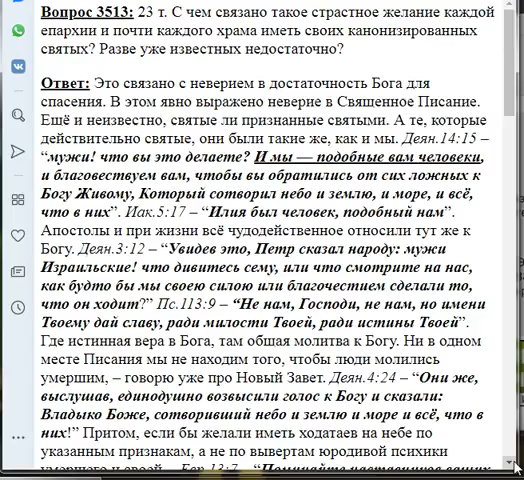 Вопрос 3513: 23 т. С чем связано такое страстное желание каждой
епархии и почти каждого храма иметь своих канонизированных
святых? Разве уже известных недостаточно?
Ответ: Это связано с неверием в достаточность Бога для
спасения. В этом явно выражено неверие в Священное Писание.
Ещё и неизвестно, святые ли признанные святыми. А те, которые
действительно святые, они были такие же, как и мы. Деян.14:15 –
“мужи! что вы это делаете? И мы — подобные вам человеки,
и благовествуем вам, чтобы вы обратились от сих ложных к
Богу Живому, Который сотворил небо и землю, и море, и всё,
что в них”. Иак.5:17 – “Илия был человек, подобный нам”.
Апостолы и при жизни всё чудодейственное относили тут же к
Богу. Деян.3:12 – “Увидев это, Петр сказал народу: мужи
Израильские! что дивитесь сему, или что смотрите на нас,
как будто бы мы своею силою или благочестием сделали то,
что он ходит?” Пс.113:9 – “Не нам, Господи, не нам, но имени
Твоему дай славу, ради милости Твоей, ради истины Твоей”.
Где истинная вера в Бога, там общая молитва к Богу. Ни в одном
месте Писания мы не находим того, чтобы люди молились
умершим, – говорю уже про Новый Завет. Деян.4:24 – “Они же,
выслушав, единодушно возвысили голос к Богу и сказали:
Владыко Боже, сотворивший небо и землю и море и всё, что в
них!” Притом, если бы желали иметь ходатаев на небе по
указанным признакам, а не по вывертам юродивой психики
умершего и своей. – Евр.13:7 – “Поминайте наставников ваших